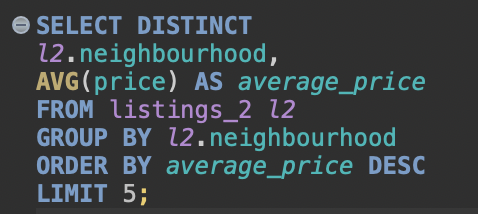 SELECT DISTINCT
l2.neighbourhood,
AVG(price) AS average_price
FROM listings_2 l2
GROUP BY l2.neighbourhood
ORDER BY average_price DESC
LIMIT 5;